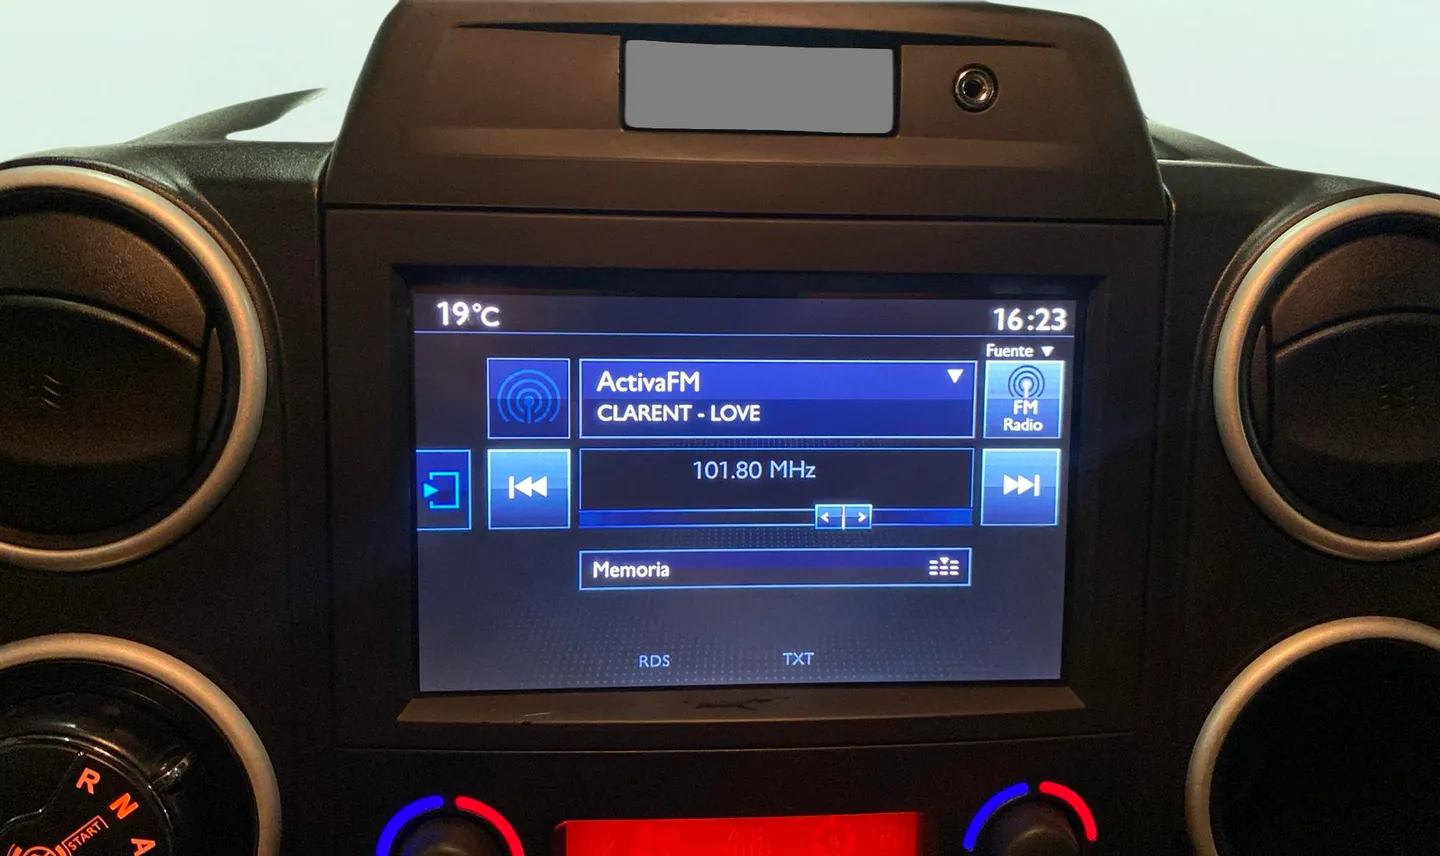 19°C
16:23
Fuente
ActivaFM
CLARENT - LOVE
FM
Radio
101.80 MHz
Memoria
RDS
TXT
R
N
A
START